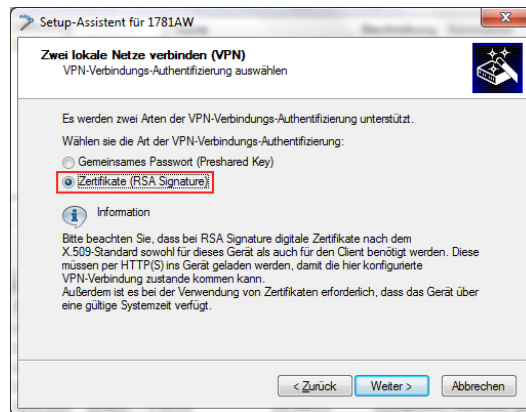 Setup-Assistent für 1781AW
Zwei lokale Netze verbinden (VPN)
VPN-Verbindungs-Authentifizierung auswählen
Es werden zwei Arten der VPN-Verbindungs-Authentifizierung unterstützt.
Wählen sie die Art der VPN-Verbindungs-Authentifizierung:
Gemeinsames Passwort (Preshared Key)
Zertifikate (RSA Signature)
Information
Bitte beachten Sie, dass bei RSA Signature digitale Zertifikate nach dem
X.509-Standard sowohl für dieses Gerät als auch für den Client benötigt werden. Diese
müssen per HTTP(S) ins Gerät geladen werden, damit die hier konfigurierte
VPN-Verbindung zustande kommen kann.
Außerdem ist es bei der Verwendung von Zertifikaten erforderlich, dass das Gerät über
eine gültige Systemzeit verfügt.
< Zurück Weiter > Abbrechen